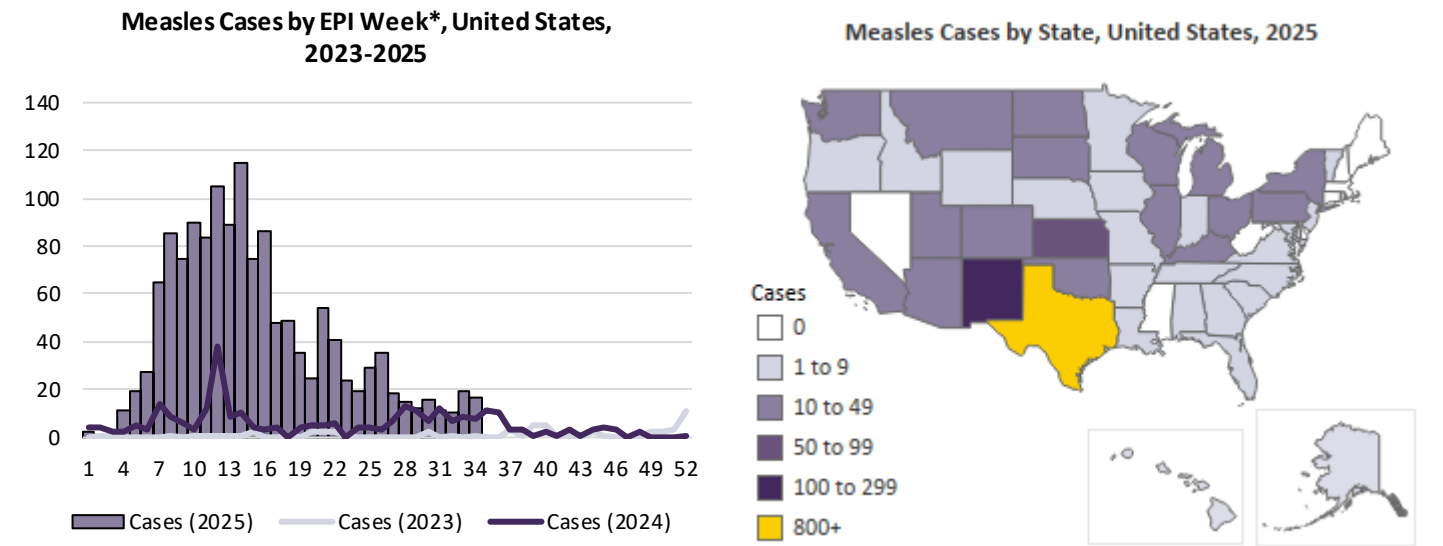 Measles Cases by EPI Week*, United States,
2023-2025
140
120
100
80
60
40
20
0
1 4 7 10 13 16 19 22 25 28 31 34 37 40 43 46 49 52
Cases (2025) Cases (2023) Cases (2024)
Measles Cases by State, United States, 2025
Cases
0
1 to 9
10 to 49
50 to 99
100 to 299
800+